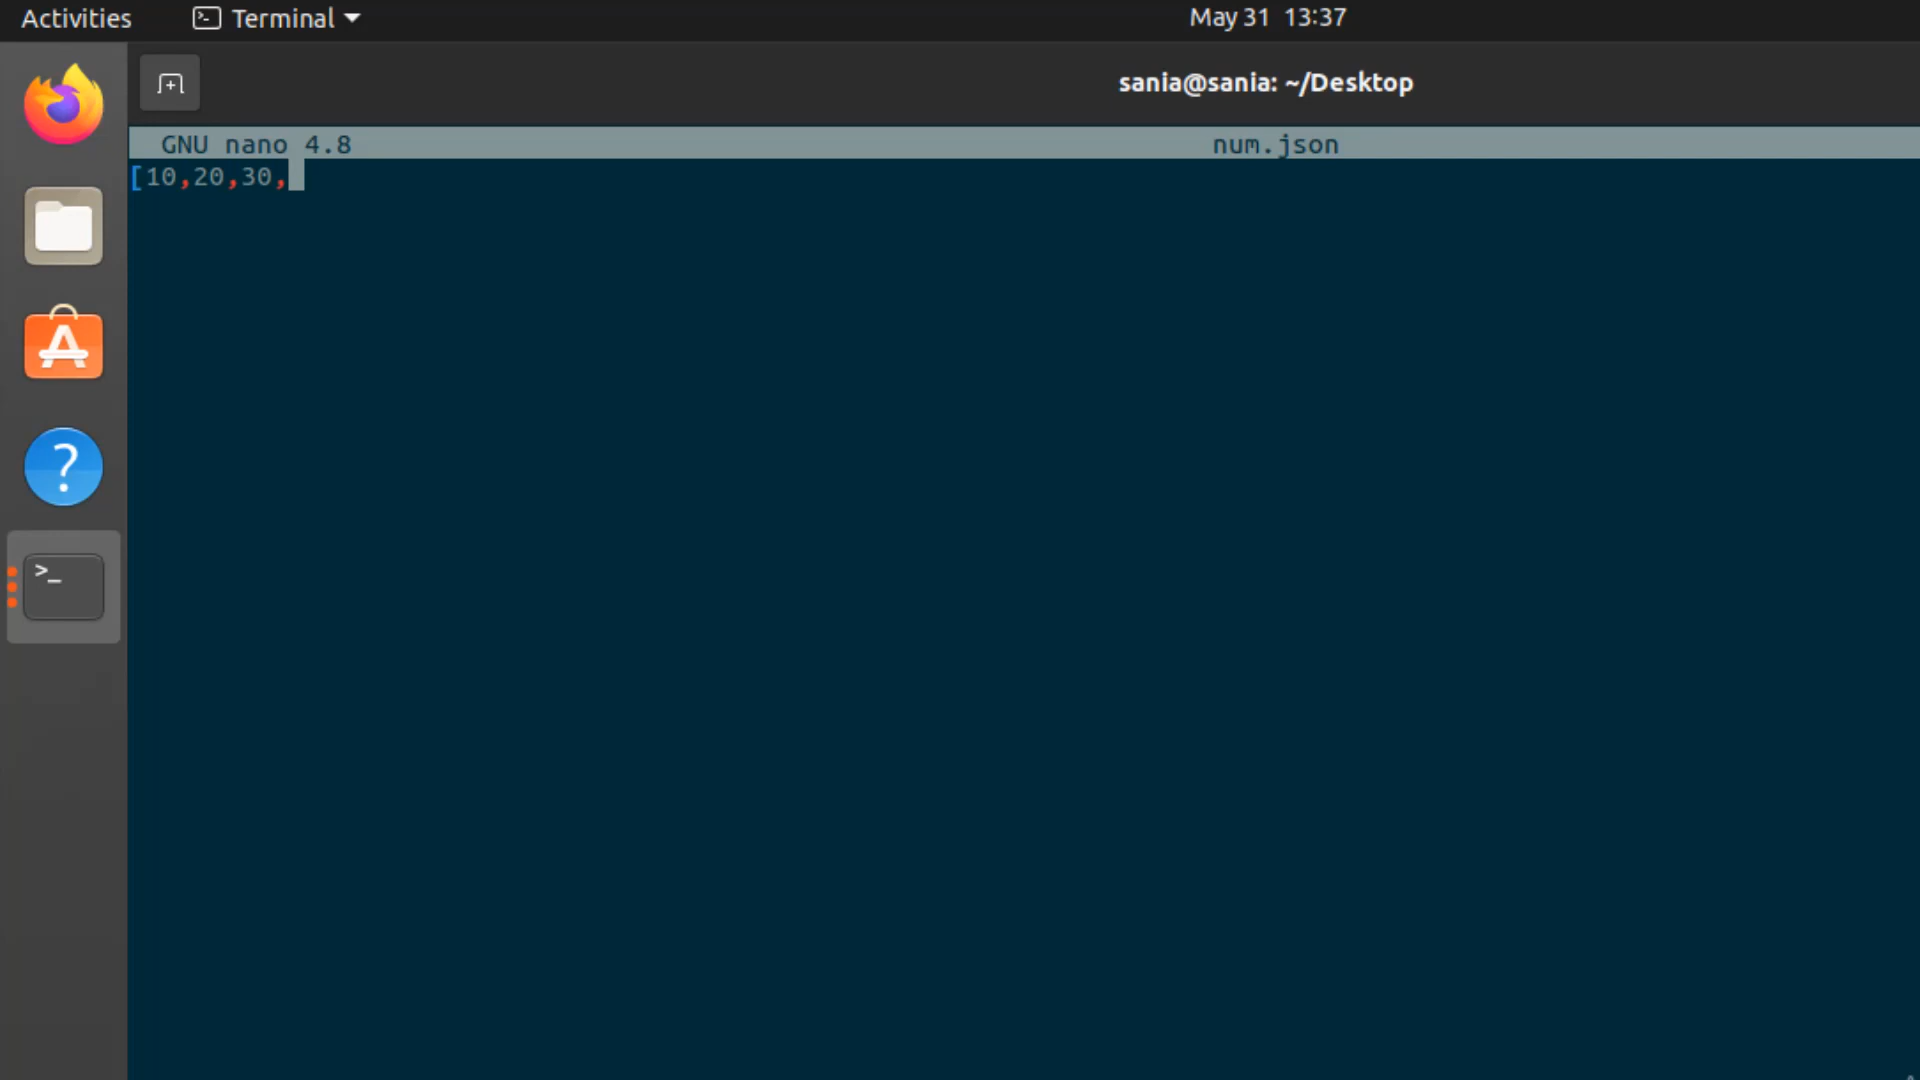 Activities Terminal May 31 13:37
sania@sania: ~/Desktop
GNU nano 4.8 num.json
[10,20,30,